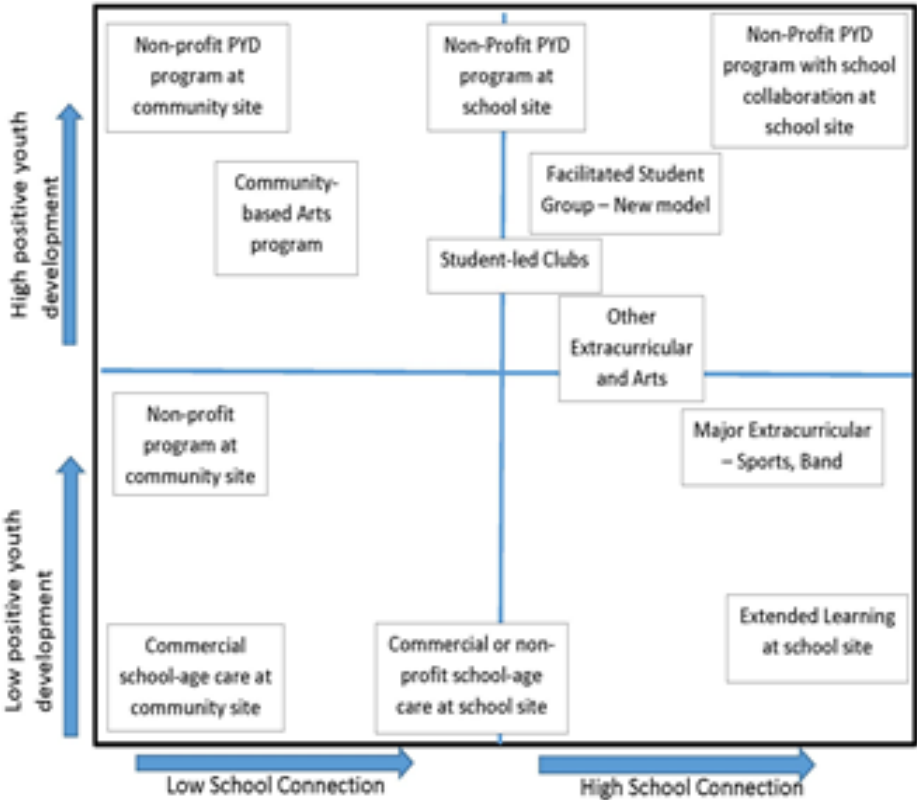 Non-profit PYD
program at
community site
Non-Profit PYD
program at
school site
Non-Profit PYD
program with school
collaboration at
school site
Community-
based Arts
program
Facilitated Student
Group – New model
Student-led Clubs
Other
Extracurricular
and Arts
High positive youth
development
Non-profit
program at
community site
Major Extracurricular
– Sports, Band
Low positive youth
development
Commercial
school-age care at
community site
Commercial or non-
profit school-age
care at school site
Extended Learning
at school site
Low School Connection
High School Connection